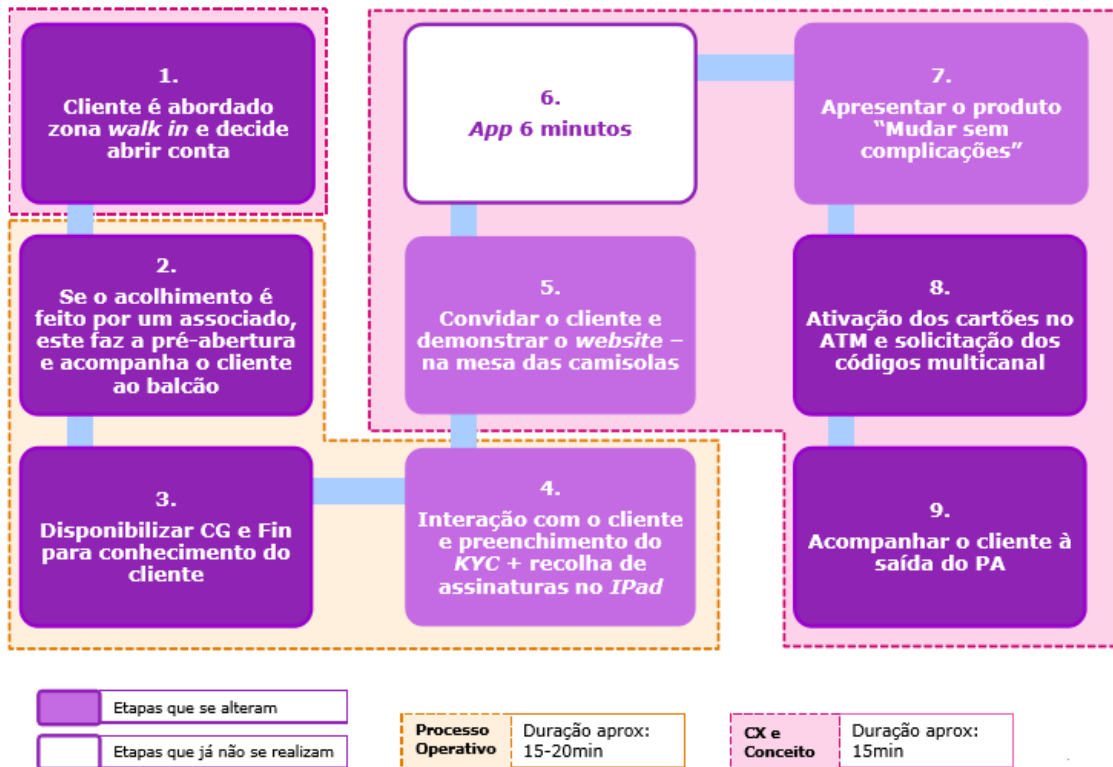 1.
Cliente é abordado
zona walk in e decide
abrir conta
2.
Se o acolhimento é
feito por um associado,
este faz a pré-abertura
e acompanha o cliente
ao balcão
3.
Disponibilizar CG e Fin
para conhecimento do
cliente
4.
Interação com o cliente
e preenchimento do
KYC + recolha de
assinaturas no IPad
5.
Convidar o cliente e
demonstrar o website –
na mesa das camisolas
6.
App 6 minutos
7.
Apresentar o produto
“Mudar sem
complicações”
8.
Ativação dos cartões no
ATM e solicitação dos
códigos multicanal
9.
Acompanhar o cliente à
saída do PA
Etapas que se alteram
Etapas que já não se realizam
Processo
Operativo
Duração aprox:
15-20min
CX e
Conceito
Duração aprox:
15min